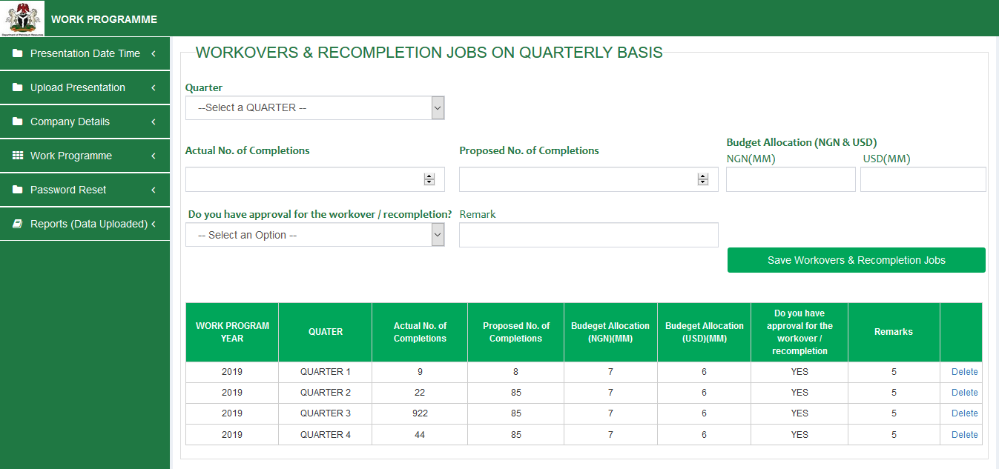 Department of Petroleum Resources
WORK PROGRAMME
Presentation Date Time
Upload Presentation
Company Details
Work Programme
Password Reset
Reports (Data Uploaded)
WORKOVERS & RECOMPLETION JOBS ON QUARTERLY BASIS
Quarter
--Select a QUARTER --
Actual No. of Completions
Proposed No. of Completions
Budget Allocation (NGN & USD)
NGN(MM) USD(MM)
Do you have approval for the workover / recompletion? Remark
-- Select an Option --
Save Workovers & Recompletion Jobs
WORK PROGRAM
YEAR
QUATER
Actual No. of
Completions
Proposed No. of
Completions
Budeget Allocation
(NGN)(MM)
Budeget Allocation
(USD)(MM)
Do you have
approval for the
workover /
recompletion
Remarks
2019 QUARTER 1 9 8 7 6 YES 5 Delete
2019 QUARTER 2 22 85 7 6 YES 5 Delete
2019 QUARTER 3 922 85 7 6 YES 5 Delete
2019 QUARTER 4 44 85 7 6 YES 5 Delete